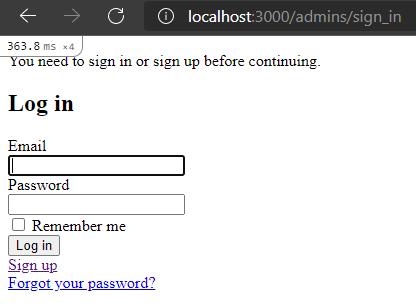 localhost:3000/admins/sign_in
363.8 ms ×4
You need to sign in or sign up before continuing.
Log in
Email
Password
Remember me
Log in
Sign up
Forgot your password?